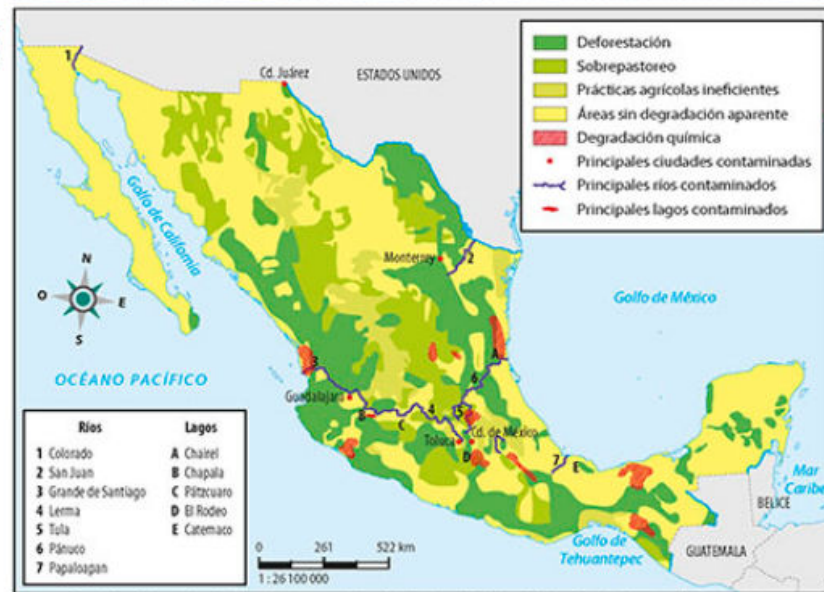 Deforestación
Sobrepastoreo
Prácticas agrícolas ineficientes
Áreas sin degradación aparente
Degradación química
Principales ciudades contaminadas
Principales ríos contaminados
Principales lagos contaminados
1
Cd. Juárez
ESTADOS UNIDOS
Golfo de California
Monterrey
2
N
O
E
S
Golfo de México
OCÉANO PACÍFICO
A
3
6
Guadalajara
B
C
4
5
Toluca
Cd. de México
D
7
E
Mar Caribe
BELICE
GUATEMALA
Golfo de
Tehuantepec
Ríos
1 Colorado
2 San Juan
3 Grande de Santiago
4 Lerma
5 Tula
6 Pánuco
7 Papaloapan
Lagos
A Chairel
B Chapala
C Pátzcuaro
D El Rodeo
E Catemaco
0 261 522 km
1 : 26 100 000